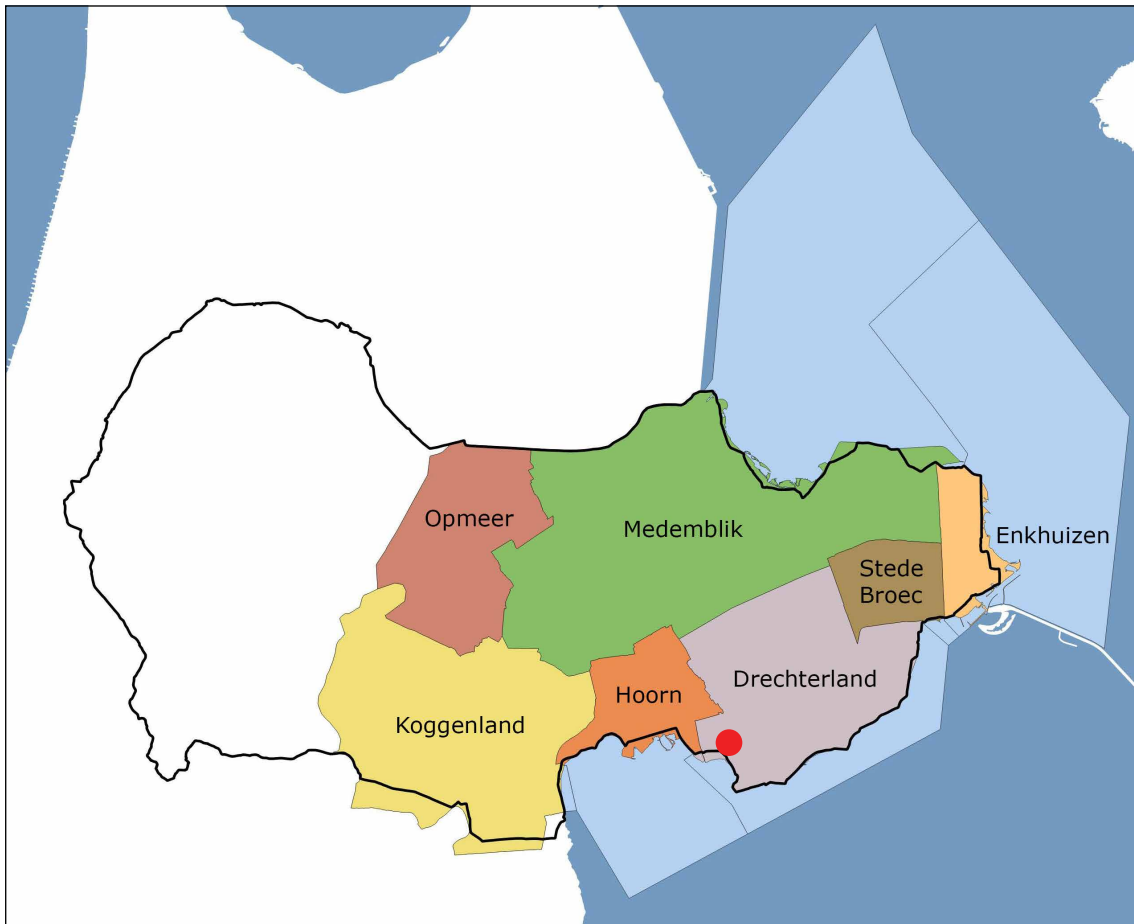 Opmeer
Medemblik
Enkhuizen
Stede
Broec
Drechterland
Hoorn
Koggenland